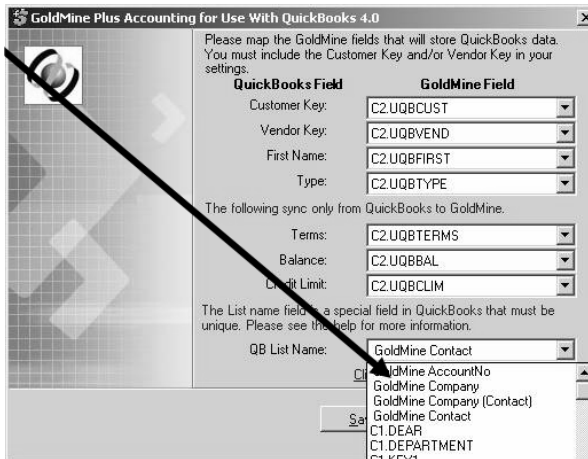 GoldMine Plus Accounting for Use With QuickBooks 4.0
Please map the GoldMine fields that will store QuickBooks data.
You must include the Customer Key and/or Vendor Key in your
settings.
QuickBooks Field GoldMine Field
Customer Key: C2.UQBCUST
Vendor Key: C2.UQBVEND
First Name: C2.UQBFIRST
Type: C2.UQBTYPE
The following sync only from QuickBooks to GoldMine.
Terms: C2.UQBTERMS
Balance: C2.UQBBAL
Credit Limit: C2.UQBCLIM
The List name field is a special field in QuickBooks that must be
unique. Please see the help for more information.
QB List Name: GoldMine Contact
GoldMine AccountNo
GoldMine Company
GoldMine Company (Contact)
GoldMine Contact
C1.DEAR
C1.DEPARTMENT
C1.KEY1